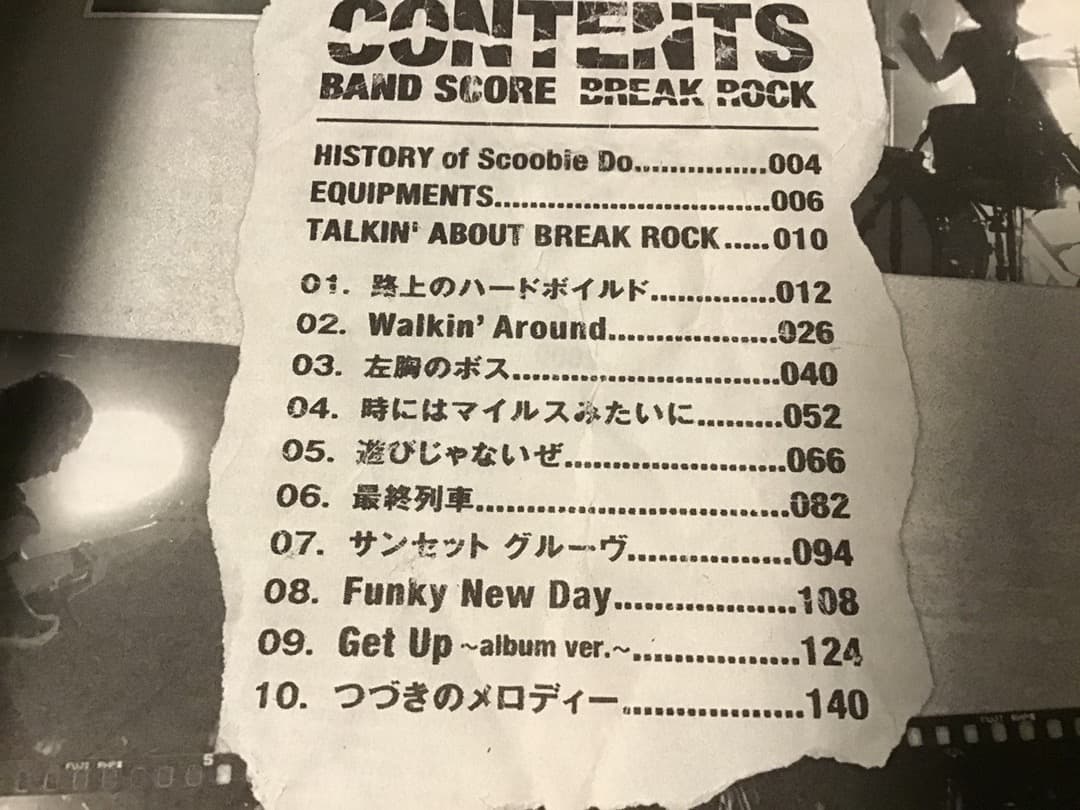 CONTENTS
BAND SCORE BREAK ROCK
HISTORY of Scoobie Do...............004
EQUIPMENTS...............................006
TALKIN' ABOUT BREAK ROCK.....010
01. 路上のハードボイルド..............012
02. Walkin' Around...................026
03. 左胸のボス..............................040
04. 時にはマイルスみたいに.........052
05. 遊びじゃないぜ........................066
06. 最終列車..................................082
07. サンセット グルーヴ.................094
08. Funky New Day...................108
09. Get Up ~album ver.~.................124
10. つづきのメロディー...................140
FUJI RHPⅡ
5
FUJI RHPⅡ